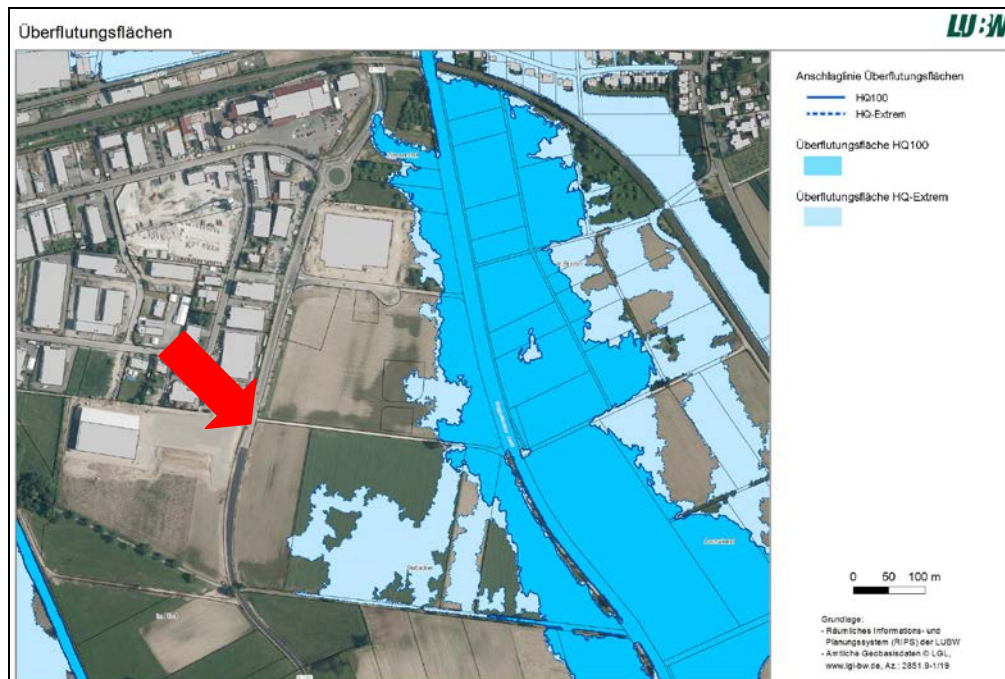 Überflutungsflächen
LUBW
Anschlaglinie Überflutungsflächen
HQ100
HQ-Extrem
Überflutungsfläche HQ100
Überflutungsfläche HQ-Extrem
0 50 100 m
Grundlage:
- Räumliches Informations- und
Planungssystem (RIPS) der LUBW
- Amtliche Geobasisdaten © LGL,
www.lgl-bw.de, Az.: 2851.9-1/19